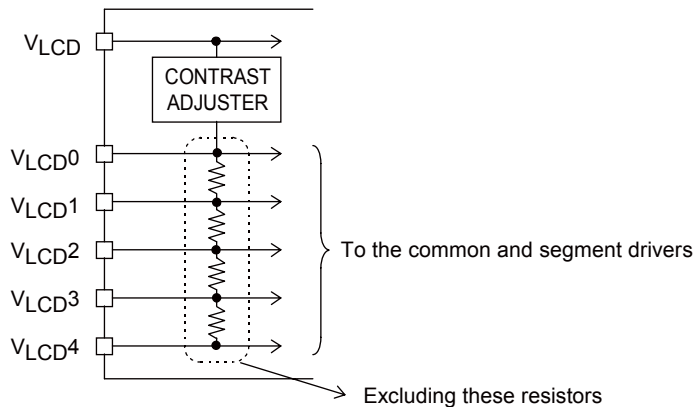 VLCD
CONTRAST
ADJUSTER
VLCD0
VLCD1
VLCD2
To the common and segment drivers
VLCD3
VLCD4
Excluding these resistors